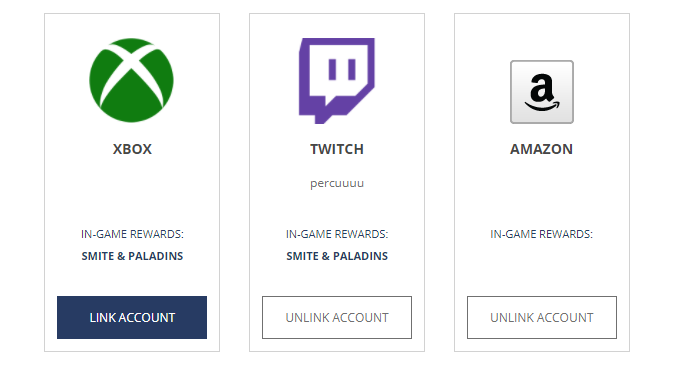 XBOX
IN-GAME REWARDS:
SMITE & PALADINS
LINK ACCOUNT
TWITCH
percuuuu
IN-GAME REWARDS:
SMITE & PALADINS
UNLINK ACCOUNT
a
AMAZON
IN-GAME REWARDS:
UNLINK ACCOUNT